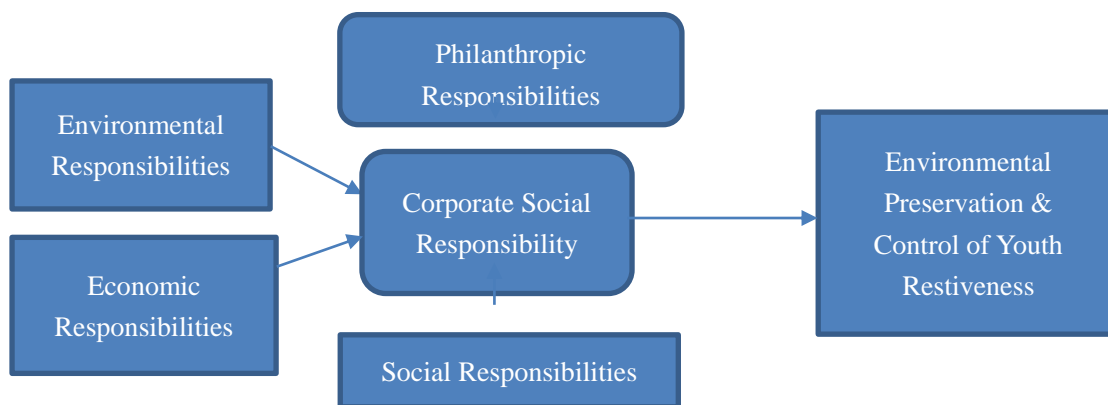 Philanthropic
Responsibilities
Environmental
Responsibilities
Corporate Social
Responsibility
Environmental
Preservation &
Control of Youth
Restiveness
Economic
Responsibilities
Social Responsibilities